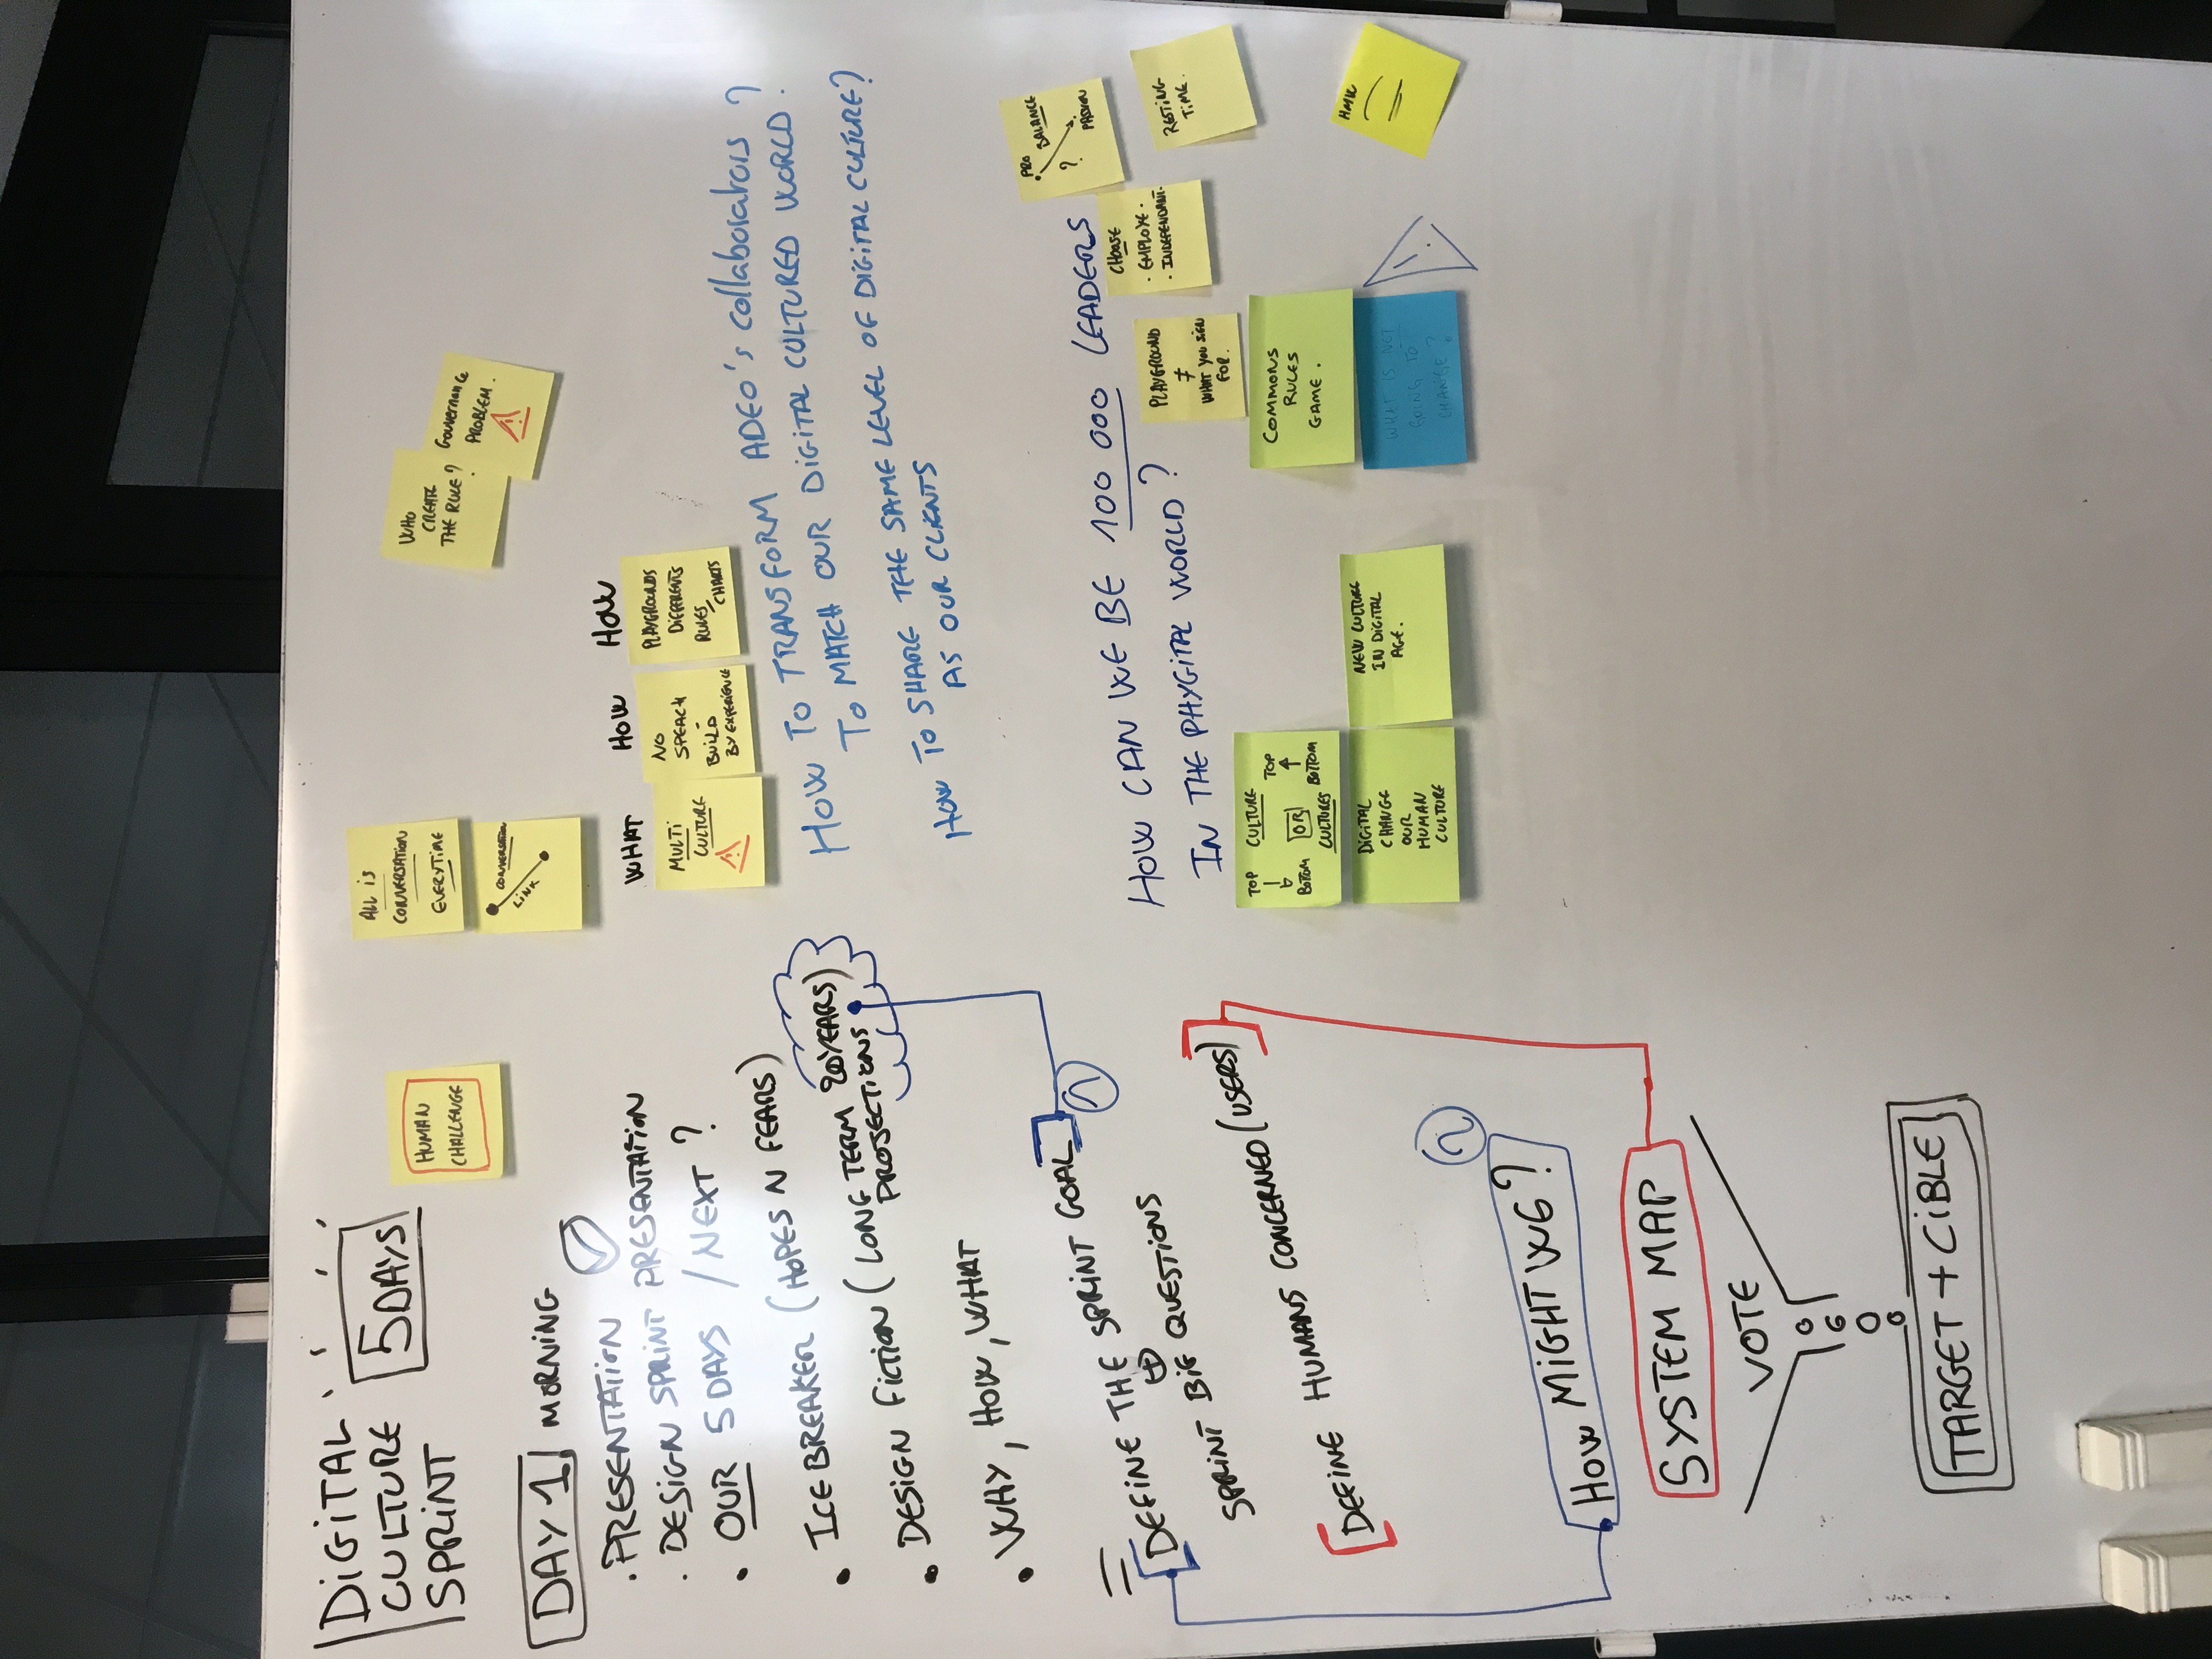 DiGiTAL
CULTURE
SPRiNT
5 DAYS
DAY 1 MORNiNG
. PRESENTATiON
. DESiGN SPRiNT PRESENTATiON
• OUR 5 DAYS / NEXT ?
• ICE BREAKER (HOPES N FEARS)
• DESIGN FiCTiON ( LONG TERM 20 YEARS)
PROJECTiONS
• WHY, HOW, WHAT
= DEFiNE THE SPRiNT GOAL
+
SPRiNT BiG QUESTiONS
1
DEFiNE HUMANS CONCERNED (USERS)
2
HOW MiGHT WE ?
SYSTEM MAP
VOTE
TARGET + CiBLE
HUMAN
CHALLENGE
ALL iS
CONVERSATION
EVERYTiME
CONVERSATION
LiNK
WHO
CREATE
THE RULE ?
Gouvernance
PROBLEM.
!
WHAT
MULTI
CULTURE
!
HOW
NO
SPEACH
-
BUiLD
BY EXPERiENCE
HOW
PLAYGROUNDS
DiFFERENTS
RULES/
CHARTS
HOW TO TRANSFORM ADEO's collaborators ?
TO MATCH OUR DiGiTAL CULTURED WORLD ?
HOW TO SHARE THE SAME LEVEL OF DiGiTAL CULTURE ?
AS OUR CLiENTS
HOW CAN WE BE 100 000 LEADERS
IN THE PHYGITAL WORLD ?
PRO
BALANCE
?
PASSION
CHOOSE
. EMPLOYE.
. INDEPENDANT.
PLAYGROUND
≠
WHAT YOU SIGN
FOR.
RESTiNG
TiME.
TOP CULTURE TOP
BOTTOM OR BOTTOM
CULTURES
COMMONS
RULES
GAME.
DiGiTAL
CHANGE
OUR
HUMAN
CULTURE
NEW CULTURE
IN DiGiTAL
AGE.
WHAT IS NOT
GOING TO
CHANGE ?
!
HMW